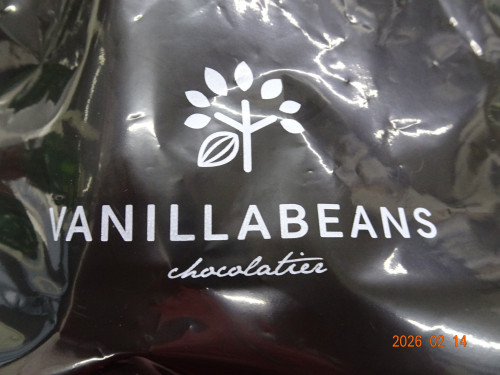 VANILLABEANS
chocolatier
2026 02 14